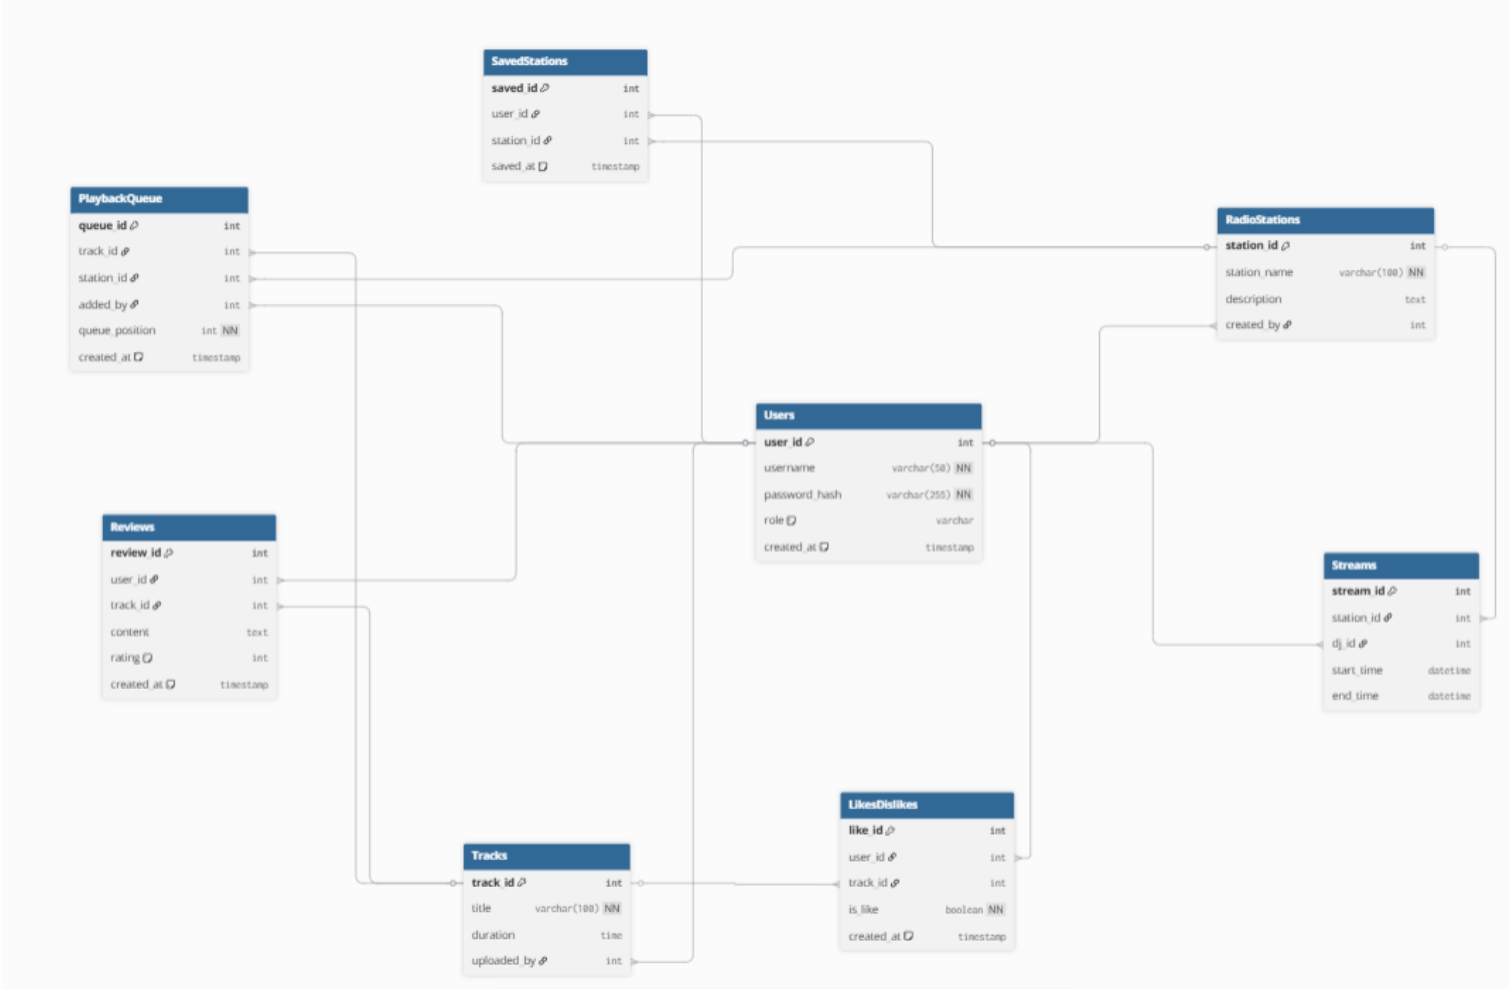 SavedStations
saved_id int
user_id int
station_id int
saved_at timestamp
PlaybackQueue
queue_id int
track_id int
station_id int
added_by int
queue_position int NN
created_at timestamp
RadioStations
station_id int
station_name varchar(100) NN
description text
created_by int
Users
user_id int
username varchar(50) NN
password_hash varchar(255) NN
role varchar
created_at timestamp
Reviews
review_id int
user_id int
track_id int
content text
rating int
created_at timestamp
Streams
stream_id int
station_id int
dj_id int
start_time datetime
end_time datetime
LikesDislikes
like_id int
user_id int
track_id int
is_like boolean NN
created_at timestamp
Tracks
track_id int
title varchar(100) NN
duration time
uploaded_by int